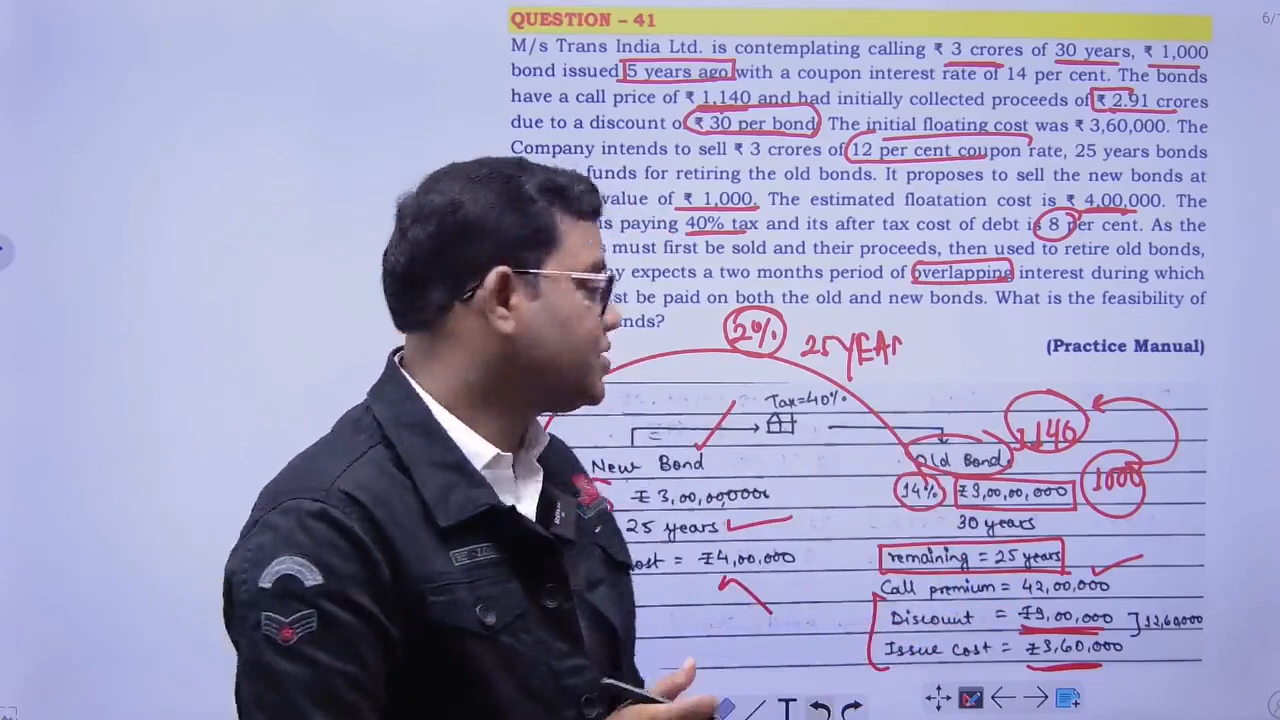 QUESTION – 41
6/
M/s Trans India Ltd. is contemplating calling ₹ 3 crores of 30 years, ₹ 1,000
bond issued 5 years ago with a coupon interest rate of 14 per cent. The bonds
have a call price of ₹ 1,140 and had initially collected proceeds of ₹ 2.91 crores
due to a discount of ₹ 30 per bond. The initial floating cost was ₹ 3,60,000. The
Company intends to sell ₹ 3 crores of 12 per cent coupon rate, 25 years bonds
funds for retiring the old bonds. It proposes to sell the new bonds at
value of ₹ 1,000. The estimated floatation cost is ₹ 4,00,000. The
is paying 40% tax and its after tax cost of debt is 8 per cent. As the
must first be sold and their proceeds, then used to retire old bonds,
expects a two months period of overlapping interest during which
be paid on both the old and new bonds. What is the feasibility of
(Practice Manual)
2% 25 YEAR
Tax=40%
1140
New Bond
Old Bond
₹ 3,00,00,000
14% ₹3,00,00,000
1000
25 years
30 years
cost = ₹4,00,000
remaining = 25 years
Call premium = 42,00,000
Discount = ₹9,00,000
12,60,000
Issue cost = ₹3,60,000
T